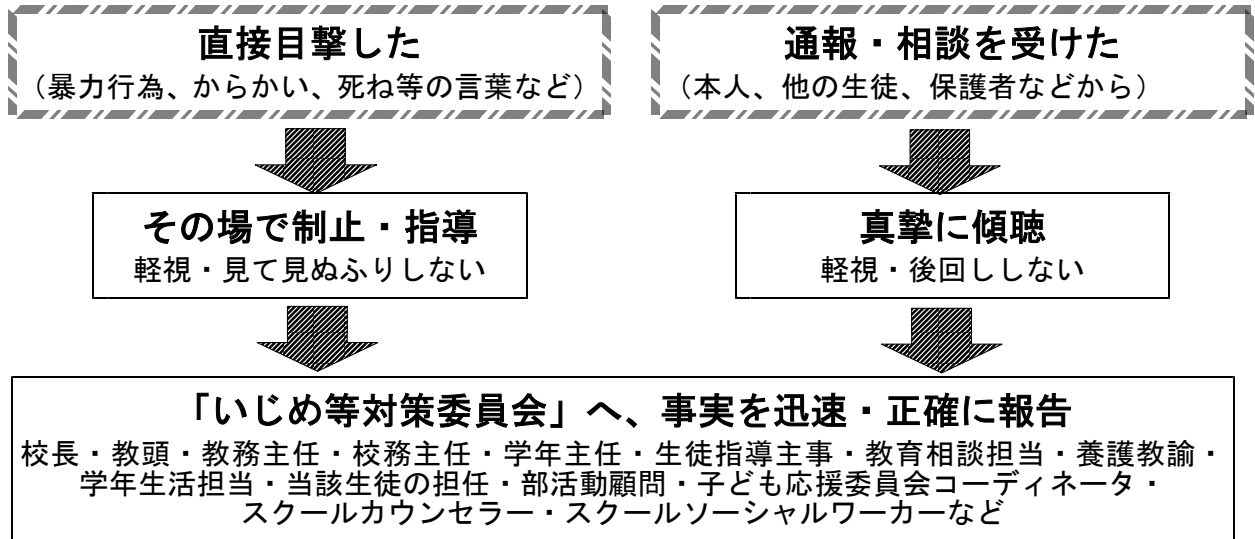 直接目撃した
（暴力行為、からかい、死ね等の言葉など）
通報・相談を受けた
（本人、他の生徒、保護者などから）
その場で制止・指導
軽視・見て見ぬふりしない
真摯に傾聴
軽視・後回ししない
「いじめ等対策委員会」へ、事実を迅速・正確に報告
校長・教頭・教務主任・校務主任・学年主任・生徒指導主事・教育相談担当・養護教諭・
学年生活担当・当該生徒の担任・部活動顧問・子ども応援委員会コーディネータ・
スクールカウンセラー・スクールソーシャルワーカーなど